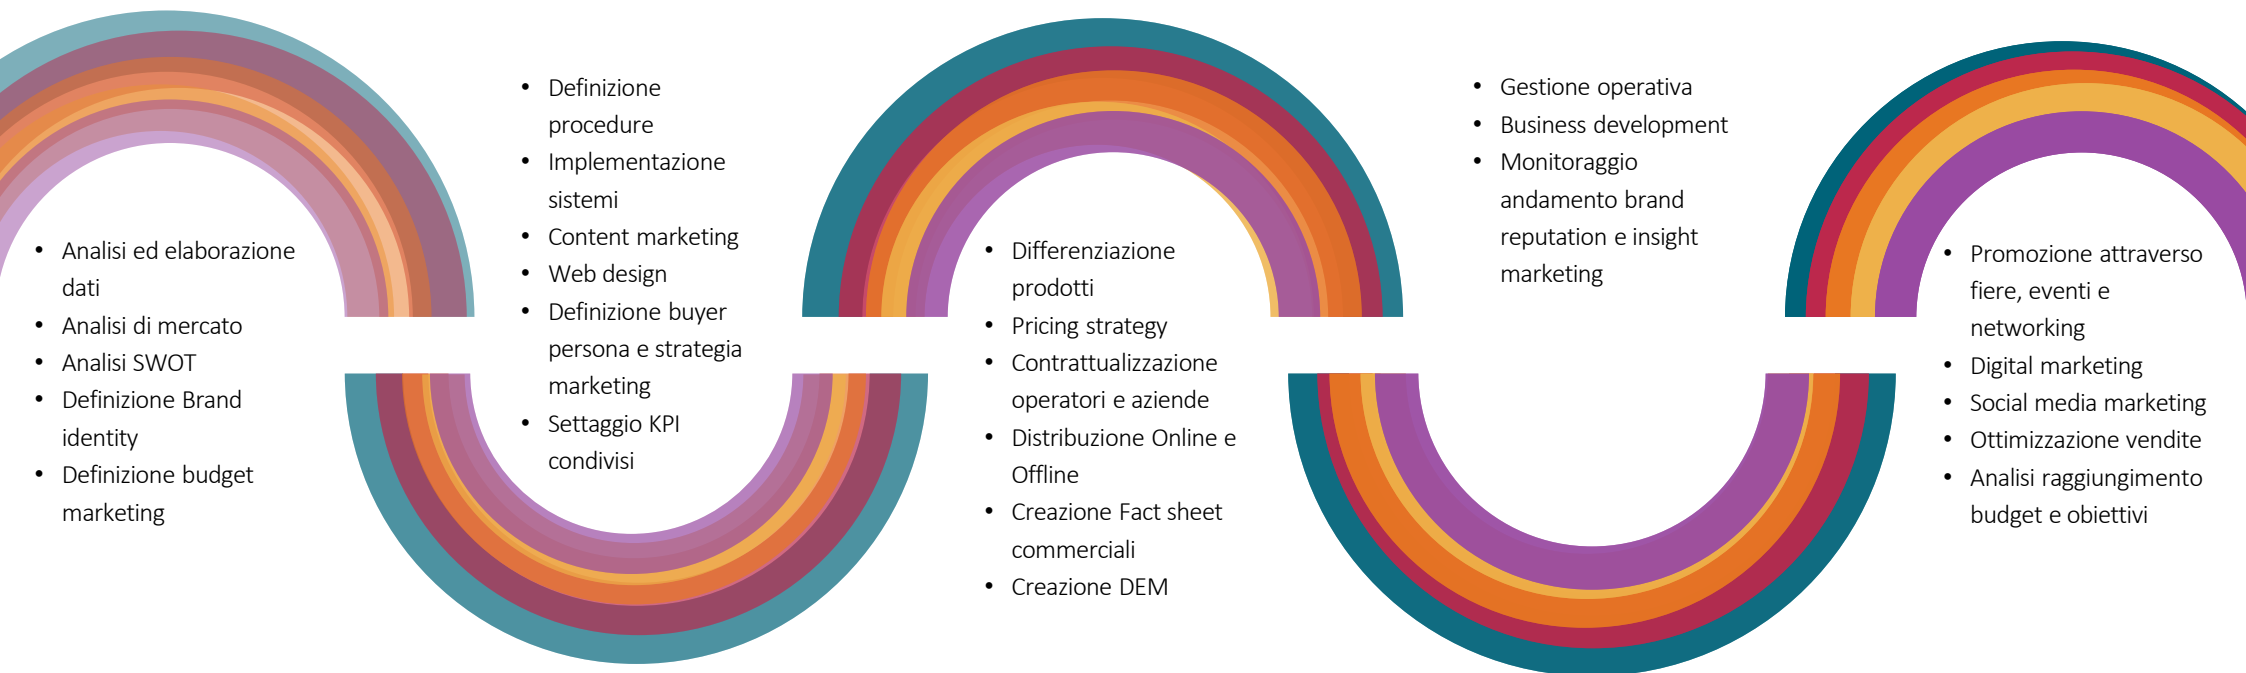 • Analisi ed elaborazione
dati
• Analisi di mercato
• Analisi SWOT
• Definizione Brand
identity
• Definizione budget
marketing
• Definizione
procedure
• Implementazione
sistemi
• Content marketing
• Web design
• Definizione buyer
persona e strategia
marketing
• Settaggio KPI
condivisi
• Differenziazione
prodotti
• Pricing strategy
• Contrattualizzazione
operatori e aziende
• Distribuzione Online e
Offline
• Creazione Fact sheet
commerciali
• Creazione DEM
• Gestione operativa
• Business development
• Monitoraggio
andamento brand
reputation e insight
marketing
• Promozione attraverso
fiere, eventi e
networking
• Digital marketing
• Social media marketing
• Ottimizzazione vendite
• Analisi raggiungimento
budget e obiettivi